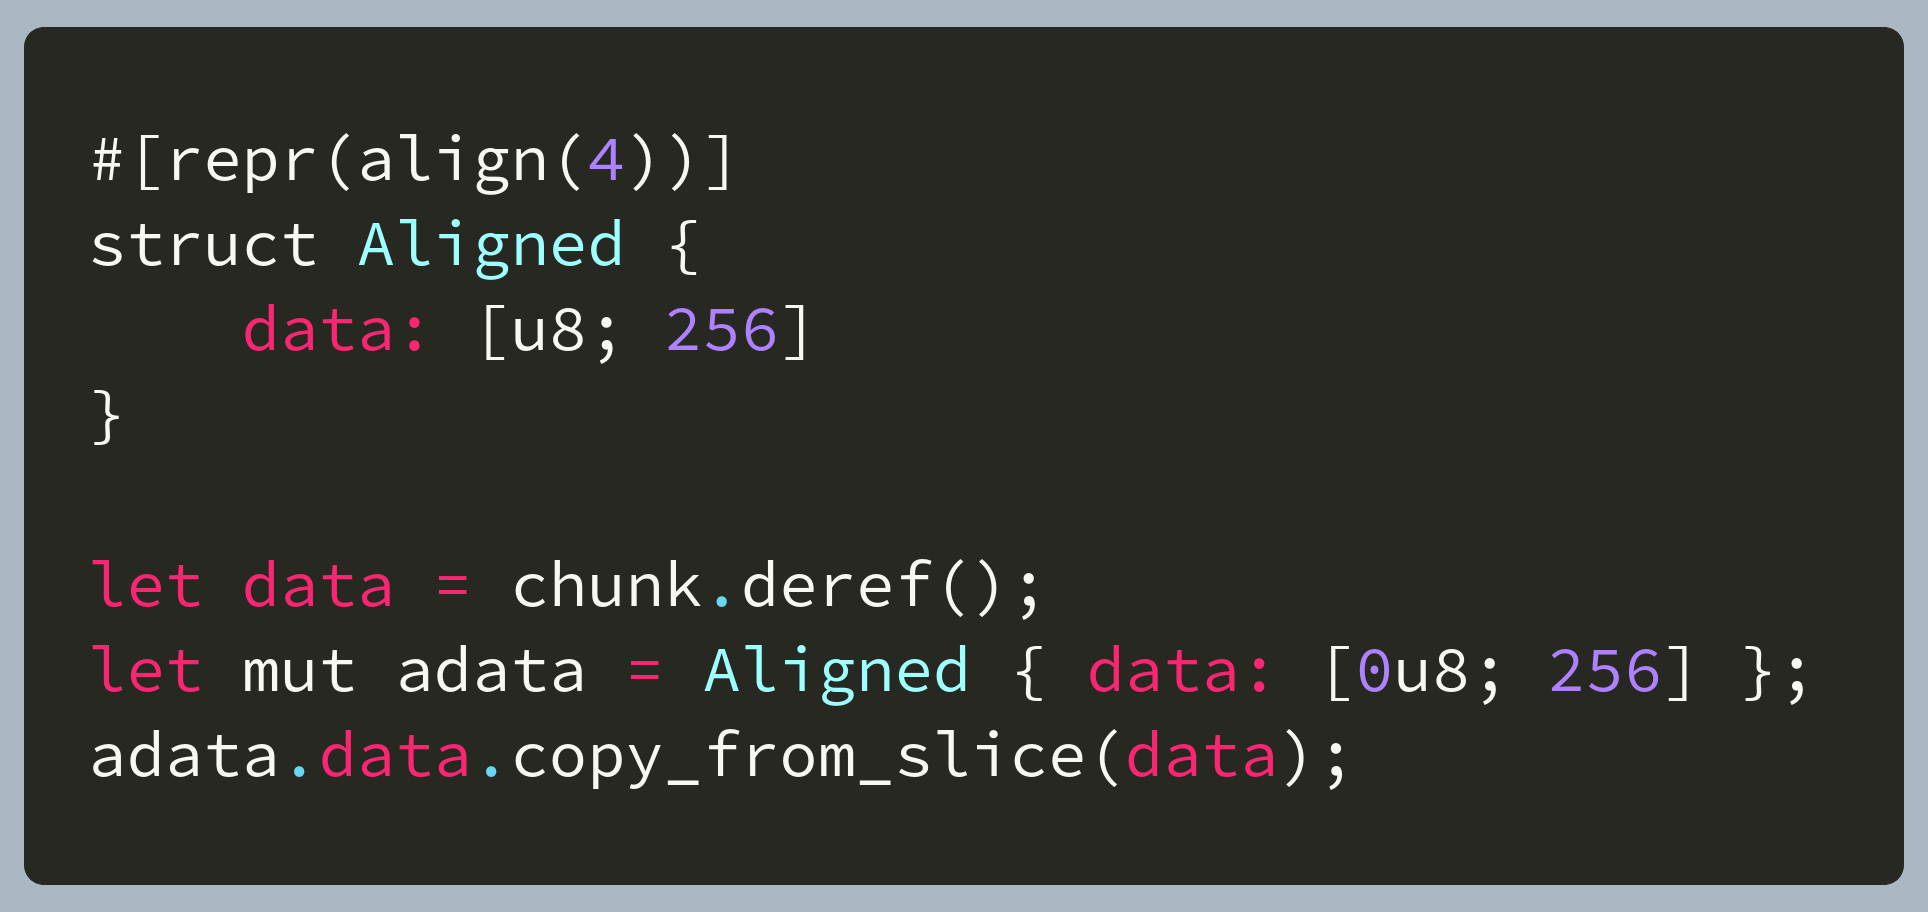 #[repr(align(4))]
struct Aligned {
    data: [u8; 256]
}
let data = chunk.deref();
let mut adata = Aligned { data: [0u8; 256] };
adata.data.copy_from_slice(data);